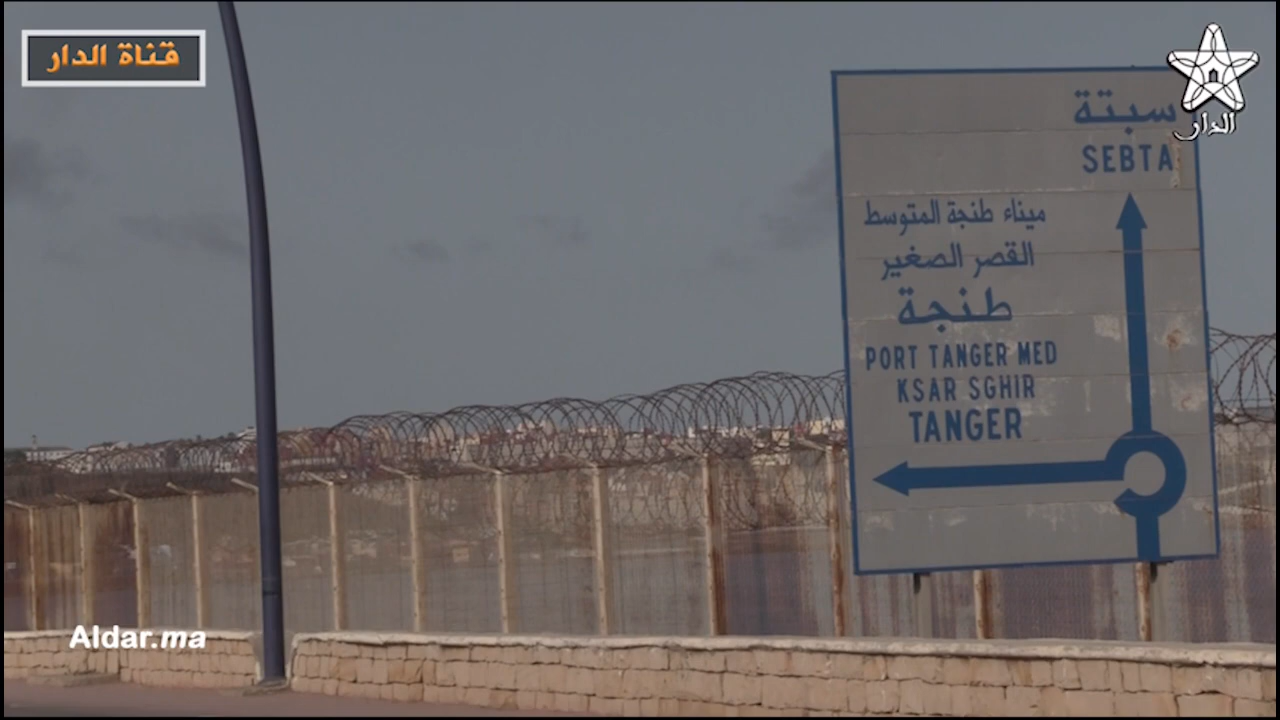 قناة الدار
الدار
سبتة
SEBTA
ميناء طنجة المتوسط
القصر الصغير
طنجة
PORT TANGER MED
KSAR SGHIR
TANGER
Aldar.ma